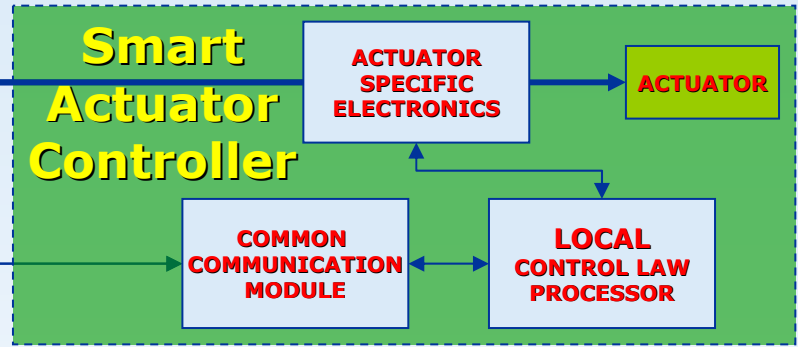 Smart
Actuator
Controller
ACTUATOR
SPECIFIC
ELECTRONICS
ACTUATOR
COMMON
COMMUNICATION
MODULE
LOCAL
CONTROL LAW
PROCESSOR